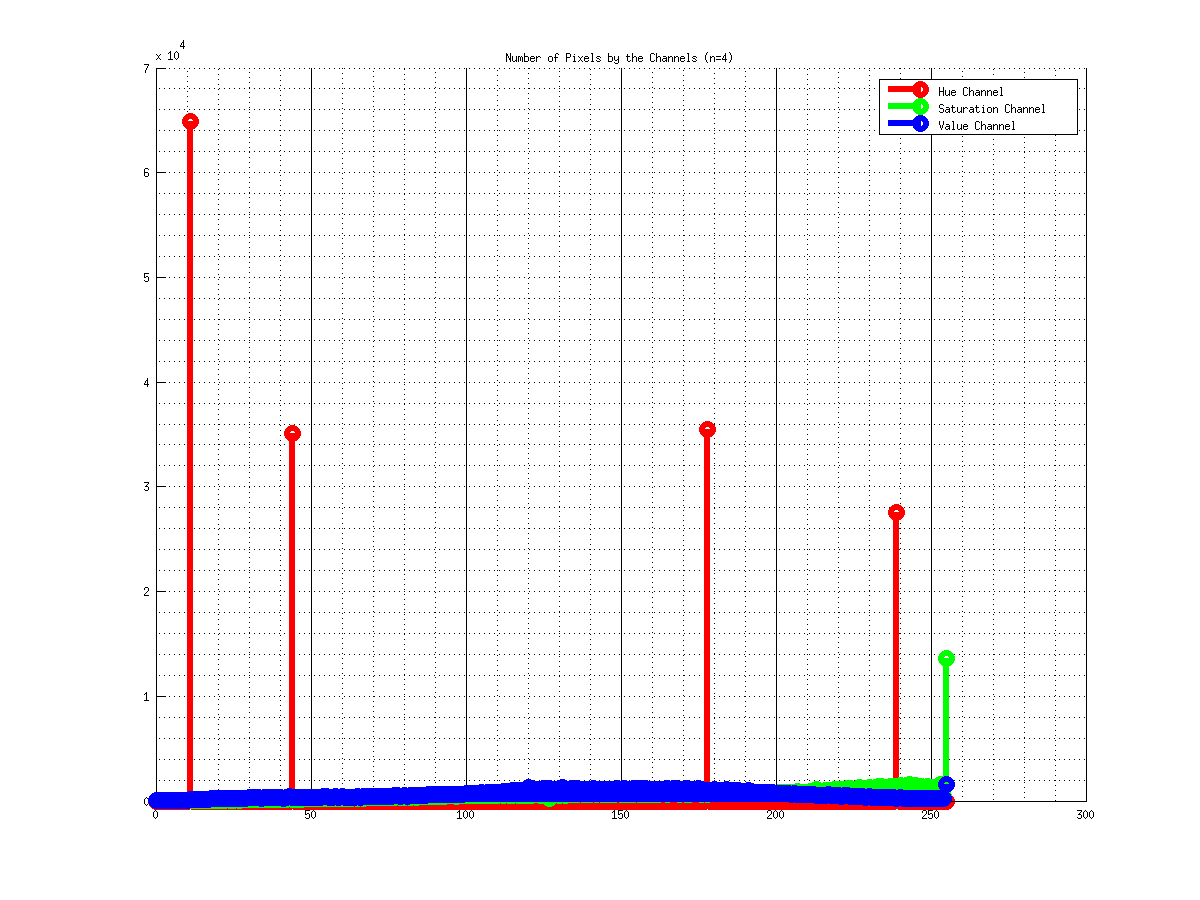 x 10^4
Number of Pixels by the Channels (n=4)
Hue Channel
Saturation Channel
Value Channel
7
6
5
4
3
2
1
0
0 50 100 150 200 250 300